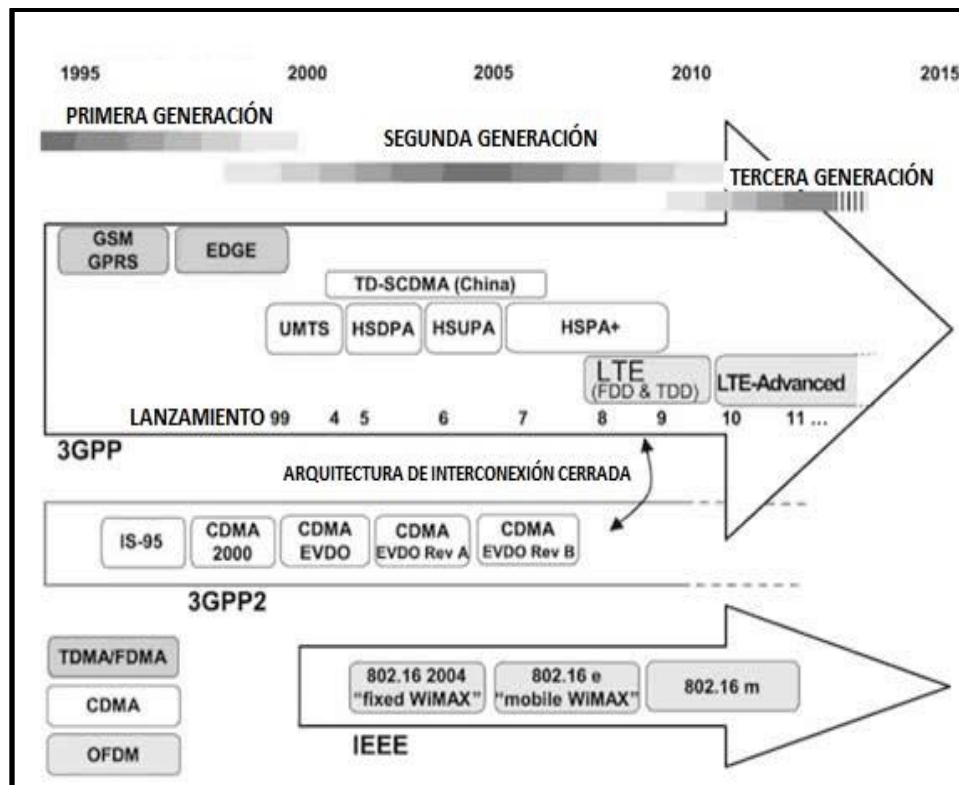 1995 2000 2005 2010 2015
PRIMERA GENERACIÓN
SEGUNDA GENERACIÓN
TERCERA GENERACIÓN
GSM
GPRS
EDGE
TD-SCDMA (China)
UMTS HSDPA HSUPA HSPA+
LTE
(FDD & TDD)
LTE-Advanced
LANZAMIENTO 99 4 5 6 7 8 9 10 11 ...
3GPP
ARQUITECTURA DE INTERCONEXIÓN CERRADA
IS-95
CDMA
2000
CDMA
EVDO
CDMA
EVDO Rev A
CDMA
EVDO Rev B
3GPP2
TDMA/FDMA
CDMA
OFDM
802.16 2004
“fixed WiMAX”
802.16 e
“mobile WiMAX”
802.16 m
IEEE